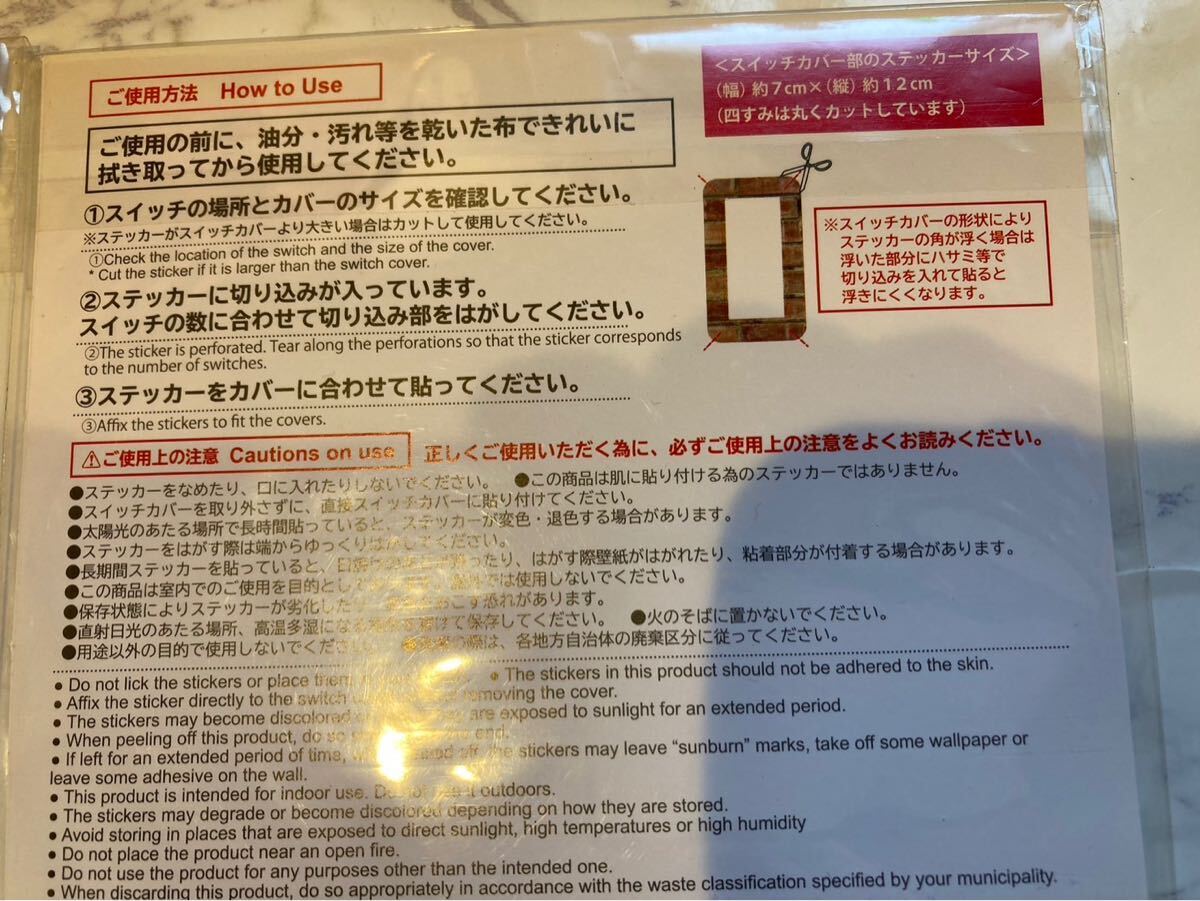 ご使用方法 How to Use
<スイッチカバー部のステッカーサイズ>
(幅) 約7cm×(縦) 約12cm
(四すみは丸くカットしています)
ご使用の前に、油分・汚れ等を乾いた布できれいに
拭き取ってから使用してください。
①スイッチの場所とカバーのサイズを確認してください。
※ステッカーがスイッチカバーより大きい場合はカットして使用してください。
①Check the location of the switch and the size of the cover.
* Cut the sticker if it is larger than the switch cover.
②ステッカーに切り込みが入っています。
スイッチの数に合わせて切り込み部をはがしてください。
②The sticker is perforated. Tear along the perforations so that the sticker corresponds
to the number of switches.
③ステッカーをカバーに合わせて貼ってください。
③Affix the stickers to fit the covers.
※スイッチカバーの形状により
ステッカーの角が浮く場合は
浮いた部分にハサミ等で
切り込みを入れて貼ると
浮きにくくなります。
⚠ご使用上の注意 Cautions on use 正しくご使用いただく為に、必ずご使用上の注意をよくお読みください。
●ステッカーをなめたり、口に入れたりしないでください。 ●この商品は肌に貼り付ける為のステッカーではありません。
●スイッチカバーを取り外さずに、直接スイッチカバーに貼り付けてください。
●太陽光のあたる場所で長時間貼っていると、ステッカーが変色・退色する場合があります。
●ステッカーをはがす際は端からゆっくりはがしてください。
●長期間ステッカーを貼っていると、日焼けのあとが残ったり、はがす際壁紙がはがれたり、粘着部分が付着する場合があります。
●この商品は室内でのご使用を目的として では使用しないでください。
●保存状態によりステッカーが劣化したり、 おこす恐れがあります。
●直射日光のあたる場所、高温多湿になる 避けて保存してください。 ●火のそばに置かないでください。
●用途以外の目的で使用しないでください。 ● の際は、各地方自治体の廃棄区分に従ってください。
• Do not lick the stickers or place them • The stickers in this product should not be adhered to the skin.
• Affix the sticker directly to the switch removing the cover.
• The stickers may become discolored are exposed to sunlight for an extended period.
• When peeling off this product, do so end.
• If left for an extended period of time, the stickers may leave “sunburn” marks, take off some wallpaper or
leave some adhesive on the wall.
• This product is intended for indoor use. Do not use it outdoors.
• The stickers may degrade or become discolored depending on how they are stored.
• Avoid storing in places that are exposed to direct sunlight, high temperatures or high humidity
• Do not place the product near an open fire.
• Do not use the product for any purposes other than the intended one.
• When discarding this product, do so appropriately in accordance with the waste classification specified by your municipality.